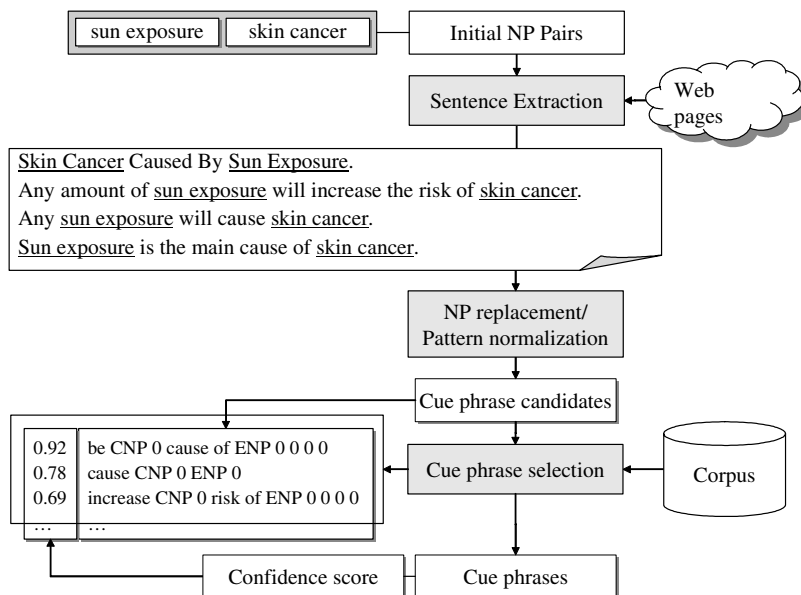 sun exposure
skin cancer
Initial NP Pairs
Sentence Extraction
Web
pages
Skin Cancer Caused By Sun Exposure.
Any amount of sun exposure will increase the risk of skin cancer.
Any sun exposure will cause skin cancer.
Sun exposure is the main cause of skin cancer.
NP replacement/
Pattern normalization
Cue phrase candidates
0.92 be CNP 0 cause of ENP 0 0 0 0
0.78 cause CNP 0 ENP 0
0.69 increase CNP 0 risk of ENP 0 0 0 0
… …
Cue phrase selection
Corpus
Confidence score
Cue phrases